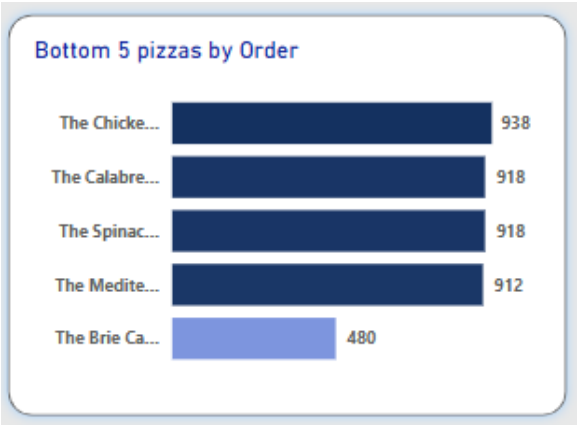 Bottom 5 pizzas by Order
The Chicke... 938
The Calabre... 918
The Spinac... 918
The Medite... 912
The Brie Ca... 480